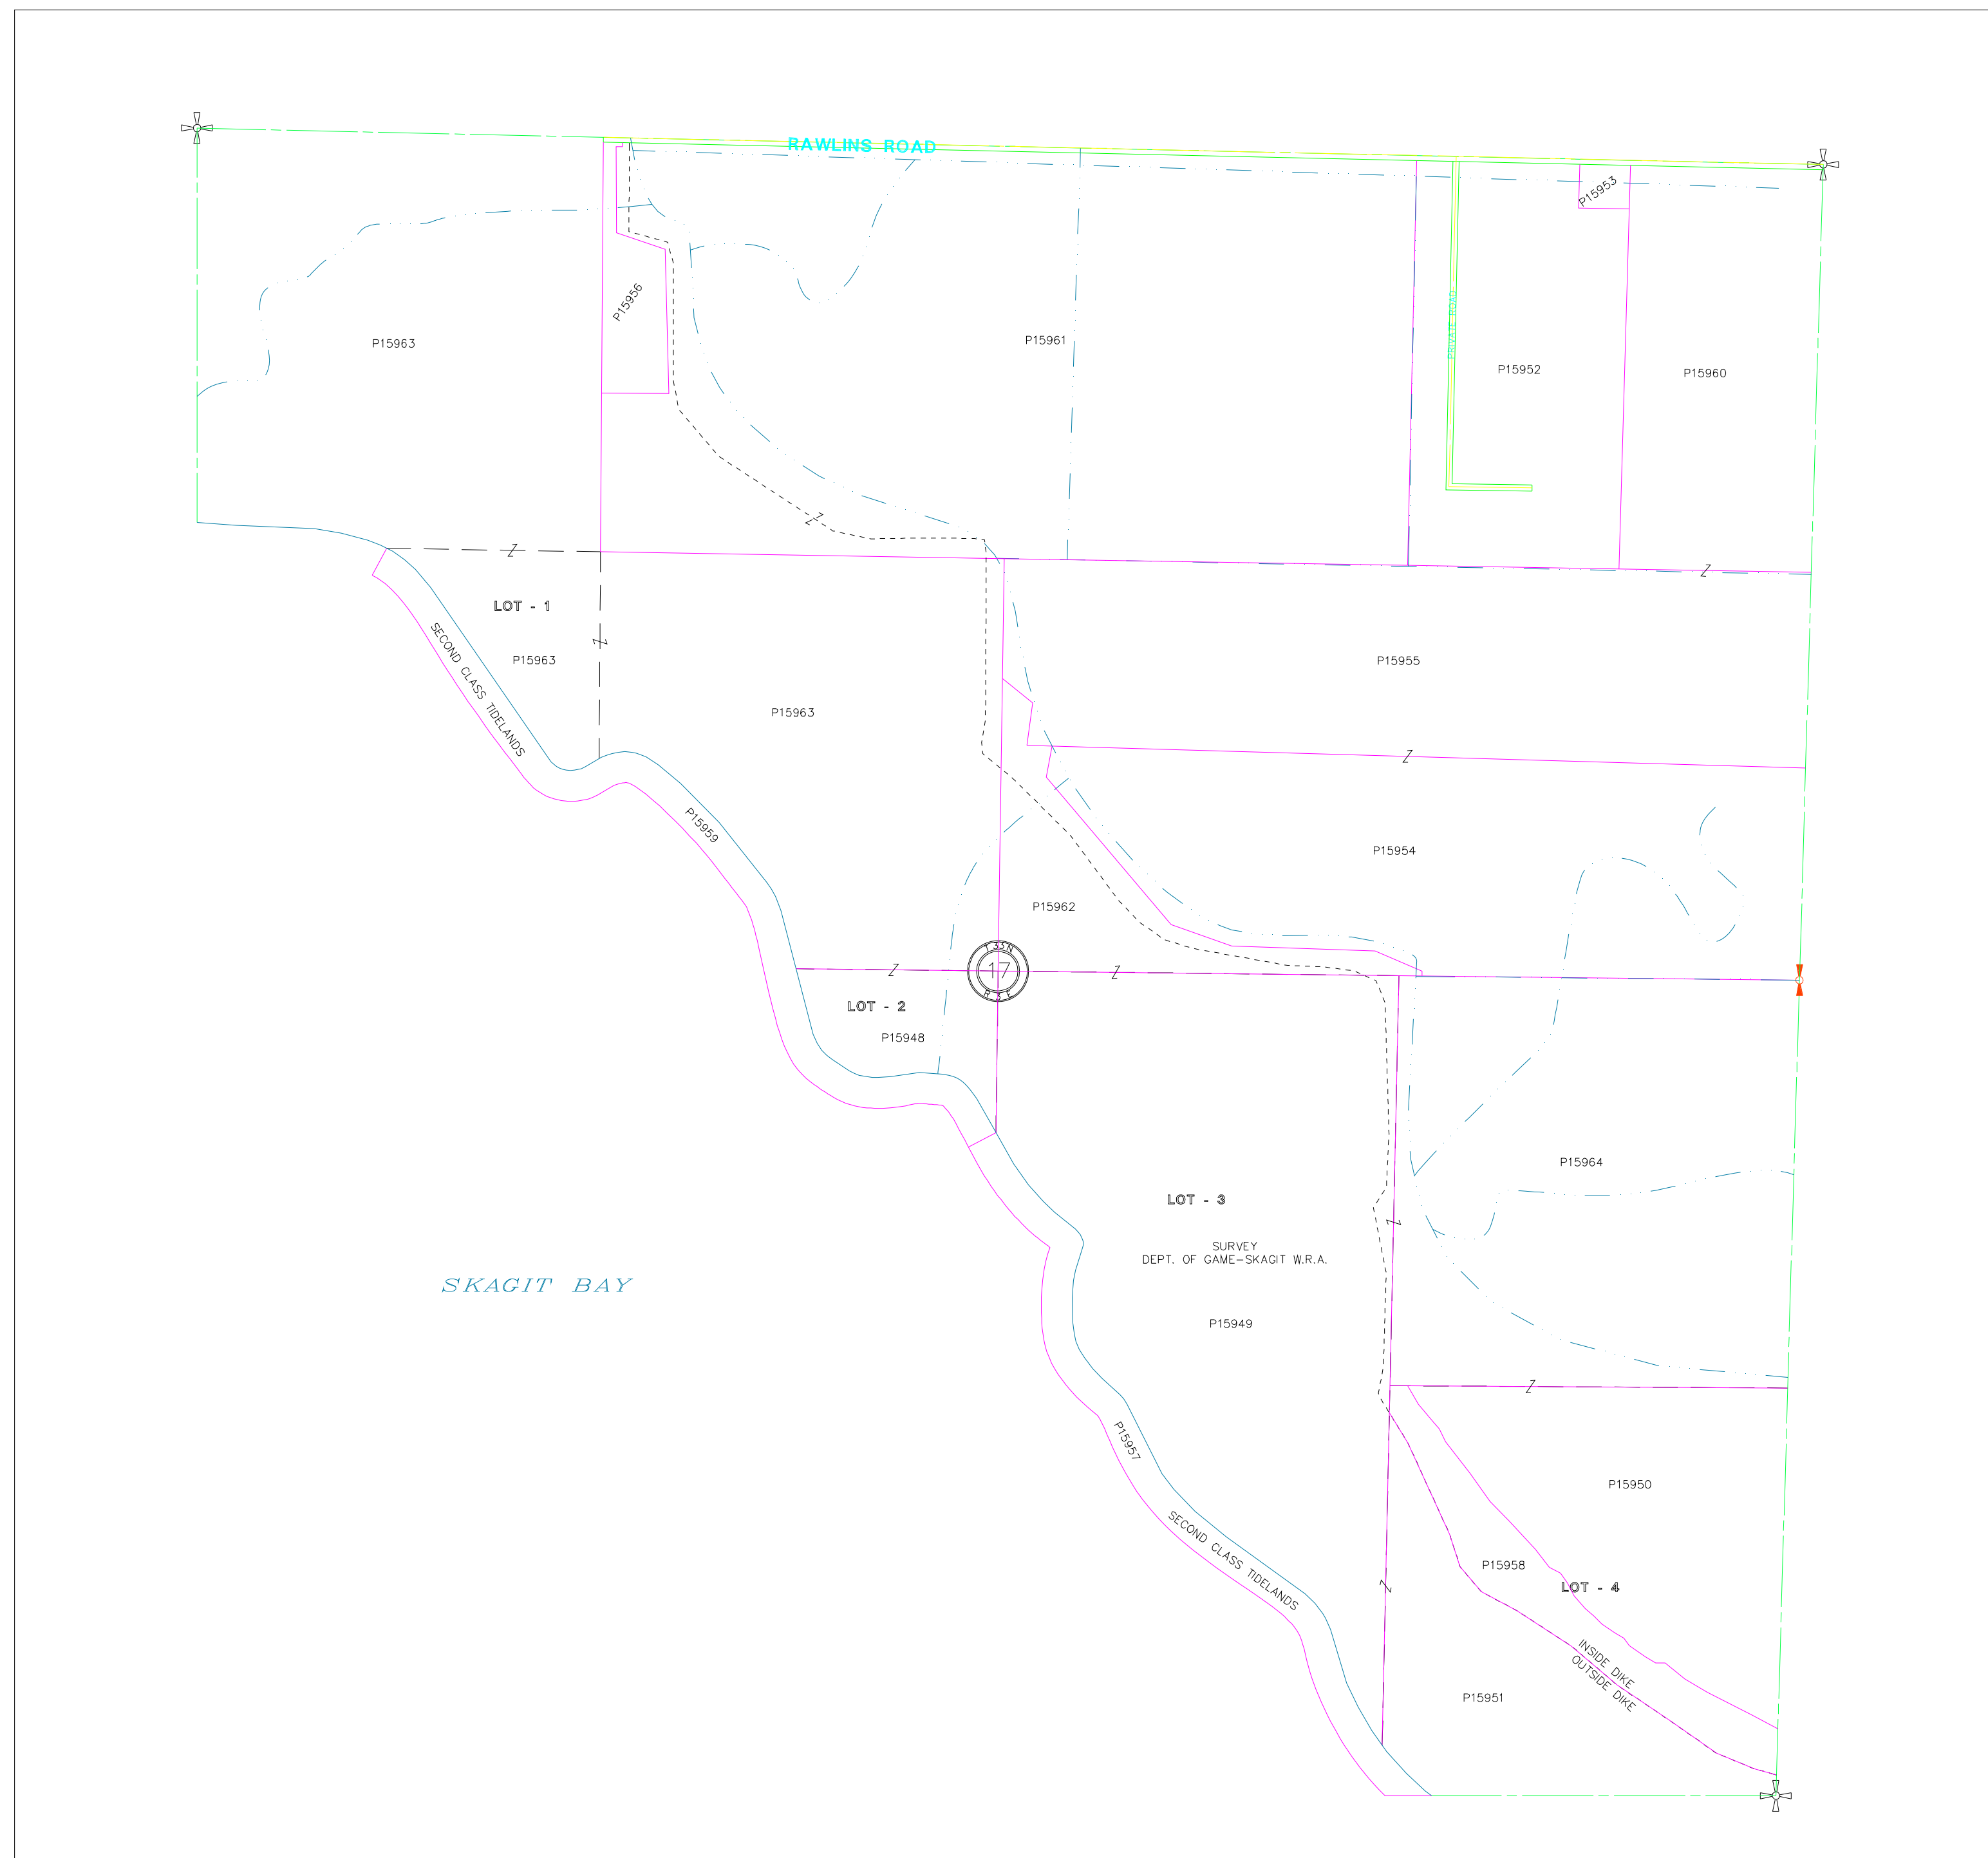 RAWLINS ROAD
P15953
P15956
P15963
P15961
PRIVATE ROAD
P15952
P15960
LOT - 1
P15963
SECOND CLASS TIDELANDS
P15963
P15955
P15959
P15954
P15962
T 33 N
17
R 3 E
LOT - 2
P15948
P15964
LOT - 3
SURVEY
DEPT. OF GAME-SKAGIT W.R.A.
SKAGIT BAY
P15949
P15957
P15950
SECOND CLASS TIDELANDS
P15958
LOT - 4
INSIDE DIKE
OUTSIDE DIKE
P15951